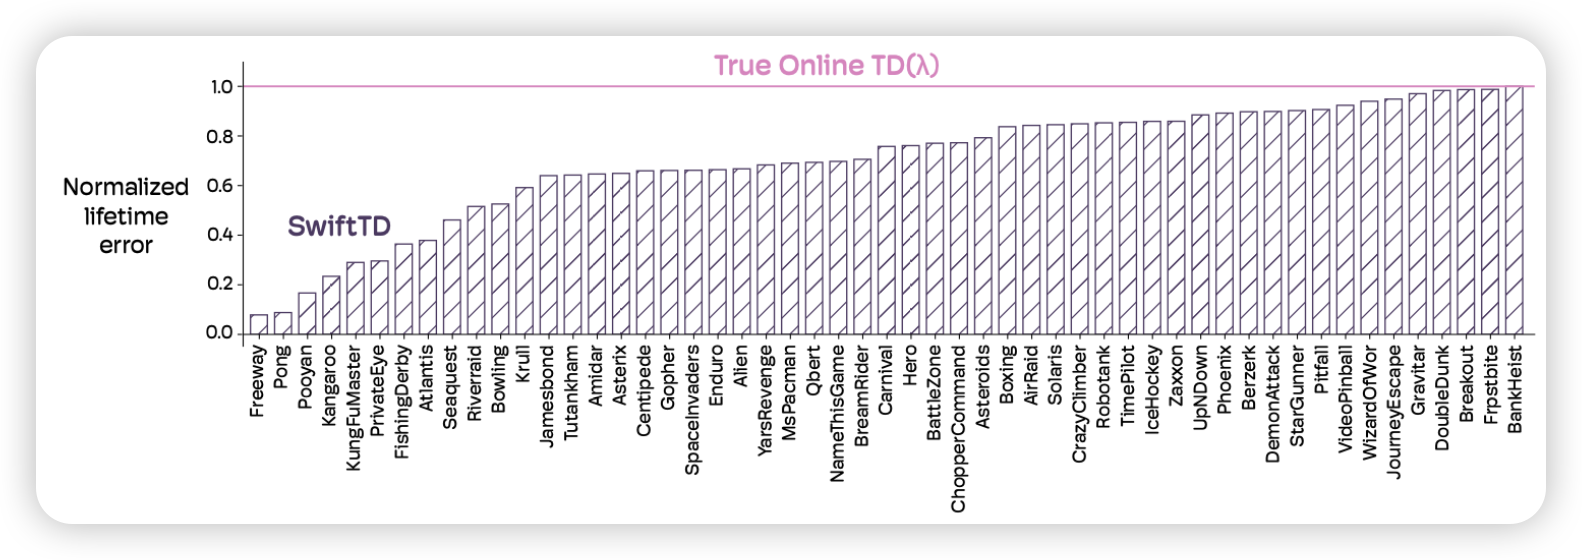 True Online TD(λ)
1.0
0.8
0.6
0.4
0.2
0.0
Normalized
lifetime
error
SwiftTD
Freeway
Pong
Pooyan
Kangaroo
KungFuMaster
PrivateEye
FishingDerby
Atlantis
Seaquest
Riverraid
Bowling
Krull
Jamesbond
Tutankham
Amidar
Asterix
Centipede
Gopher
SpaceInvaders
Enduro
Alien
YarsRevenge
MsPacman
Qbert
NameThisGame
BreamRider
Carnival
Hero
BattleZone
ChopperCommand
Asteroids
Boxing
AirRaid
Solaris
CrazyClimber
Robotank
TimePilot
IceHockey
Zaxxon
UpNDown
Phoenix
Berzerk
DemonAttack
StarGunner
Pitfall
VideoPinball
WizardOfWor
JourneyEscape
Gravitar
DoubleDunk
Breakout
Frpstbite
BankHeist